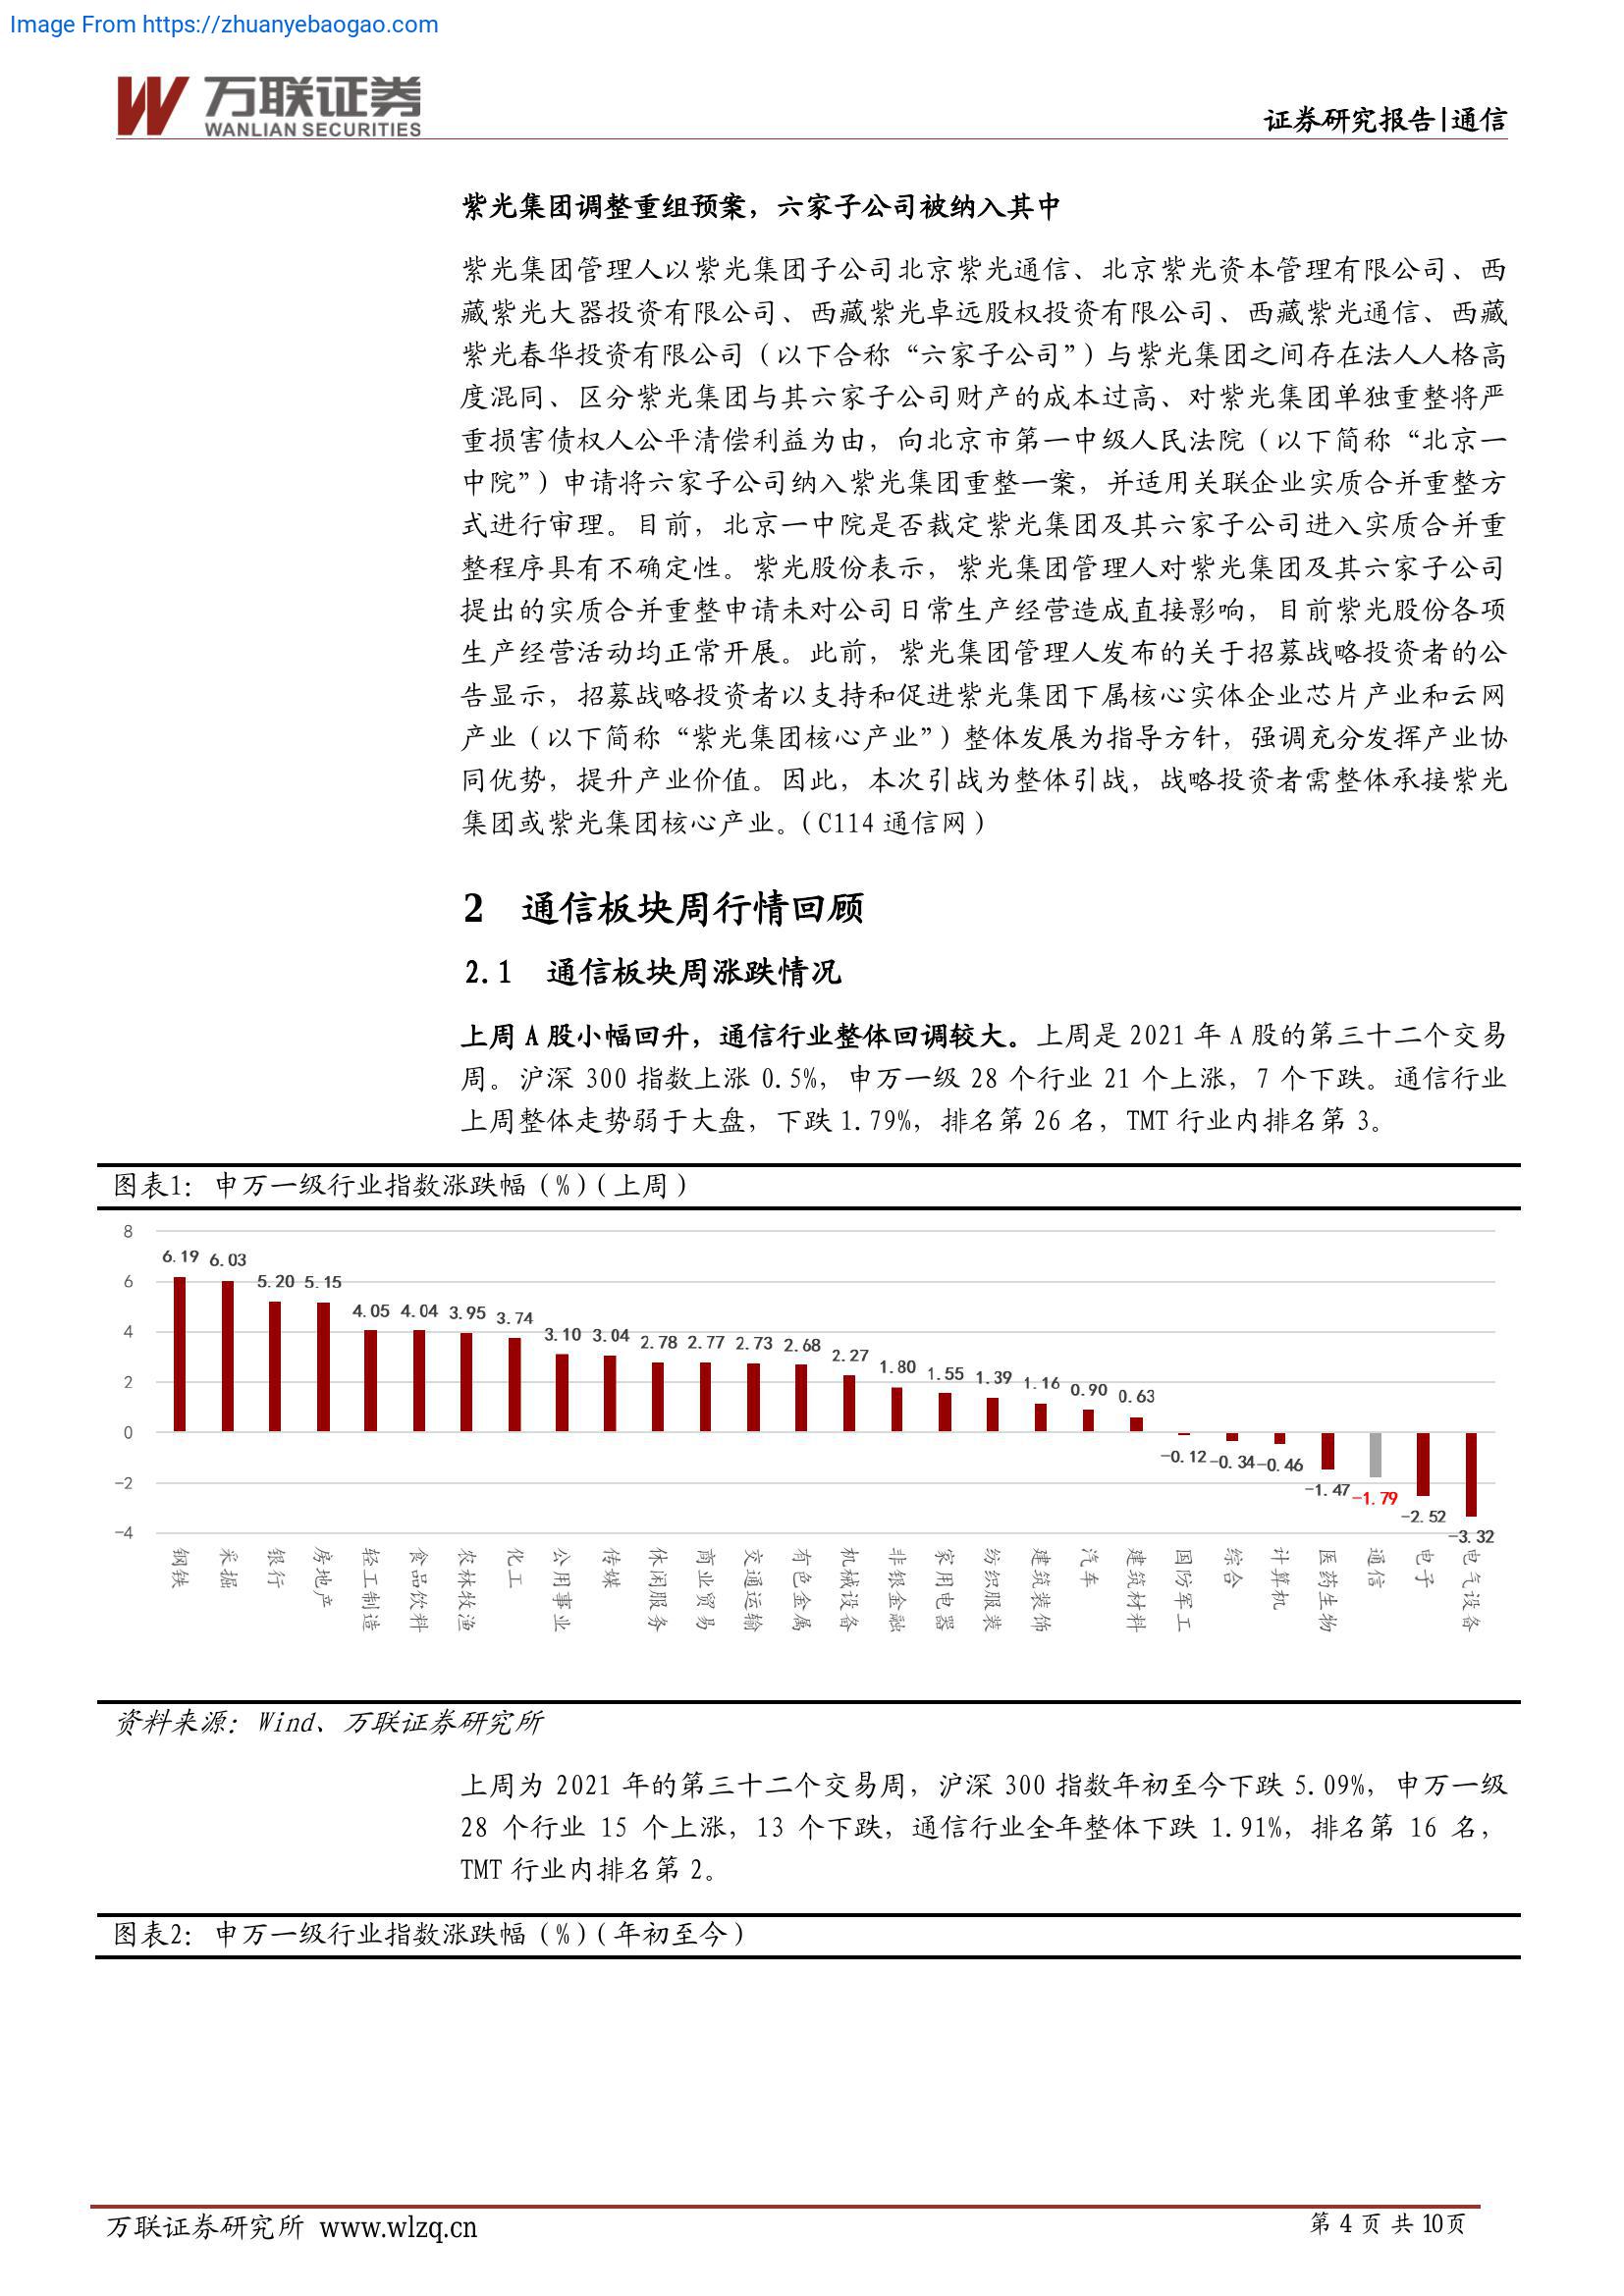 Image From https://zhuanyebaogao.com
万联证券
WANLIAN SECURITIES
证券研究报告|通信
紫光集团调整重组预案，六家子公司被纳入其中
紫光集团管理人以紫光集团子公司北京紫光通信、北京紫光资本管理有限公司、西
藏紫光大器投资有限公司、西藏紫光卓远股权投资有限公司、西藏紫光通信、西藏
紫光春华投资有限公司（以下合称“六家子公司”）与紫光集团之间存在法人人格高
度混同、区分紫光集团与其六家子公司财产的成本过高、对紫光集团单独重整将严
重损害债权人公平清偿利益为由，向北京市第一中级人民法院（以下简称“北京一
中院”）申请将六家子公司纳入紫光集团重整一案，并适用关联企业实质合并重整方
式进行审理。目前，北京一中院是否裁定紫光集团及其六家子公司进入实质合并重
整程序具有不确定性。紫光股份表示，紫光集团管理人对紫光集团及其六家子公司
提出的实质合并重整申请未对公司日常生产经营造成直接影响，目前紫光股份各项
生产经营活动均正常开展。此前，紫光集团管理人发布的关于招募战略投资者的公
告显示，招募战略投资者以支持和促进紫光集团下属核心实体企业芯片产业和云网
产业（以下简称“紫光集团核心产业”）整体发展为指导方针，强调充分发挥产业协
同优势，提升产业价值。因此，本次引战为整体引战，战略投资者需整体承接紫光
集团或紫光集团核心产业。（C114 通信网）
2 通信板块周行情回顾
2.1 通信板块周涨跌情况
上周 A 股小幅回升，通信行业整体回调较大。上周是 2021 年 A 股的第三十二个交易
周。沪深 300 指数上涨 0.5%，申万一级 28 个行业 21 个上涨，7 个下跌。通信行业
上周整体走势弱于大盘，下跌 1.79%，排名第 26 名，TMT 行业内排名第 3。
图表1：申万一级行业指数涨跌幅（%）（上周）
8
6
4
2
0
-2
-4
6.19 6.03 5.20 5.15 4.05 4.04 3.95 3.74 3.10 3.04 2.78 2.77 2.73 2.68 2.27 1.80 1.55 1.39 1.16 0.90 0.63 -0.12 -0.34 -0.46 -1.47 -1.79 -2.52 -3.32
钢铁 采掘 银行 房地产 轻工制造 食品饮料 农林牧渔 化工 公用事业 传媒 休闲服务 商业贸易 交通运输 有色金属 机械设备 非银金融 家用电器 纺织服装 建筑装饰 汽车 建筑材料 国防军工 综合 计算机 医药生物 通信 电子 电气设备
资料来源：Wind、万联证券研究所
上周为 2021 年的第三十二个交易周，沪深 300 指数年初至今下跌 5.09%，申万一级
28 个行业 15 个上涨，13 个下跌，通信行业全年整体下跌 1.91%，排名第 16 名，
TMT 行业内排名第 2。
图表2：申万一级行业指数涨跌幅（%）（年初至今）
万联证券研究所 www.wlzq.cn
第 4 页 共 10页